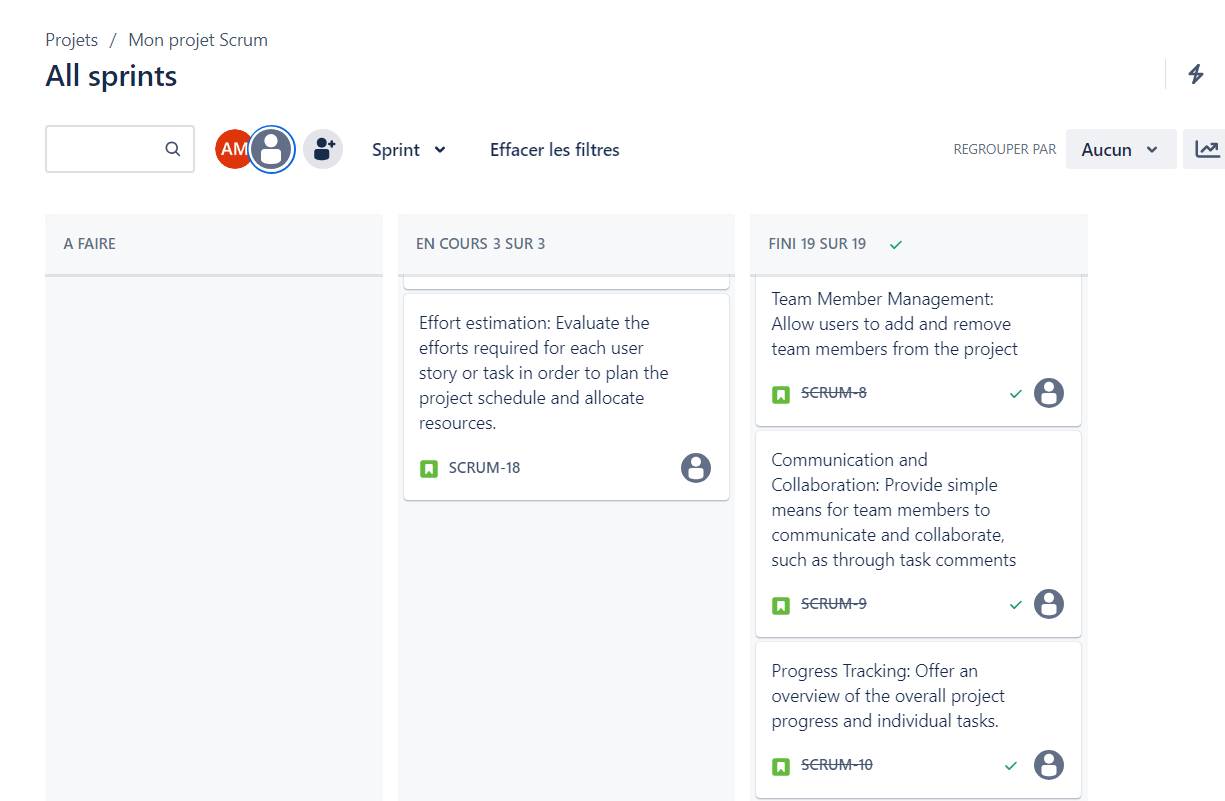 Projets / Mon projet Scrum
All sprints
AM
Sprint
Effacer les filtres
REGROUPER PAR
Aucun
A FAIRE
EN COURS 3 SUR 3
Effort estimation: Evaluate the
efforts required for each user
story or task in order to plan the
project schedule and allocate
resources.
SCRUM-18
FINI 19 SUR 19
Team Member Management:
Allow users to add and remove
team members from the project
SCRUM-8
Communication and
Collaboration: Provide simple
means for team members to
communicate and collaborate,
such as through task comments
SCRUM-9
Progress Tracking: Offer an
overview of the overall project
progress and individual tasks.
SCRUM-10